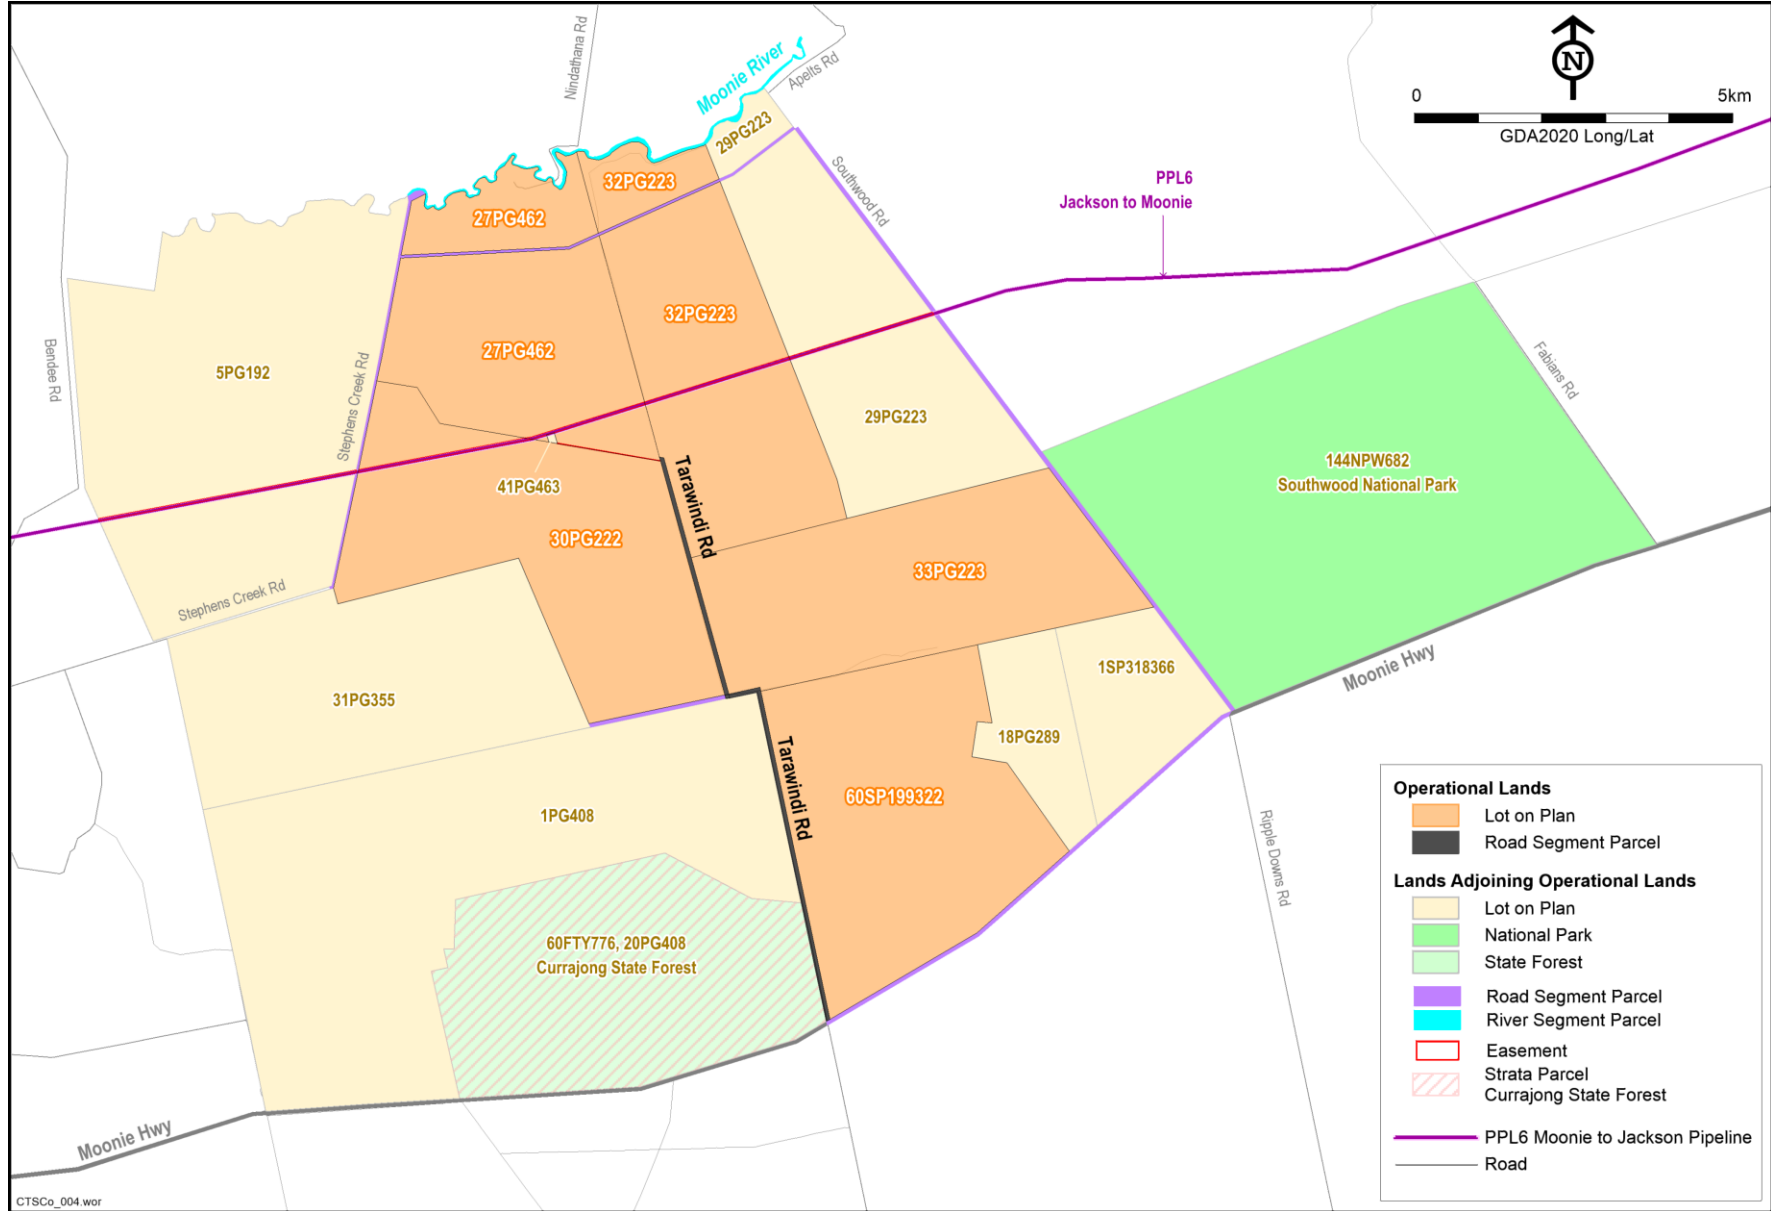 Nindathana Rd
Moonie River
Apelts Rd
N
0 5km
GDA2020 Long/Lat
29PG223
Southwood Rd
32PG223
27PG462
PPL6
Jackson to Moonie
32PG223
27PG462
Bendee Rd
5PG192
Stephens Creek Rd
Fabians Rd
29PG223
144NPW682
Southwood National Park
41PG463
Tarawindi Rd
30PG222
33PG223
Stephens Creek Rd
Moonie Hwy
1SP318366
31PG355
18PG289
Tarawindi Rd
60SP199322
1PG408
Ripple Downs Rd
60FTY776, 20PG408
Currajong State Forest
Moonie Hwy
Operational Lands
Lot on Plan
Road Segment Parcel
Lands Adjoining Operational Lands
Lot on Plan
National Park
State Forest
Road Segment Parcel
River Segment Parcel
Easement
Strata Parcel
Currajong State Forest
PPL6 Moonie to Jackson Pipeline
Road
CTSCo_004.wor